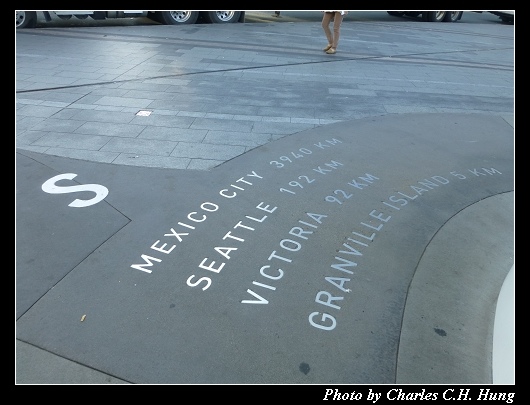 S
MEXICO CITY 3940 KM
SEATTLE 192 KM
VICTORIA 92 KM
GRANVILLE ISLAND 5 KM
Photo by Charles C.H. Hung